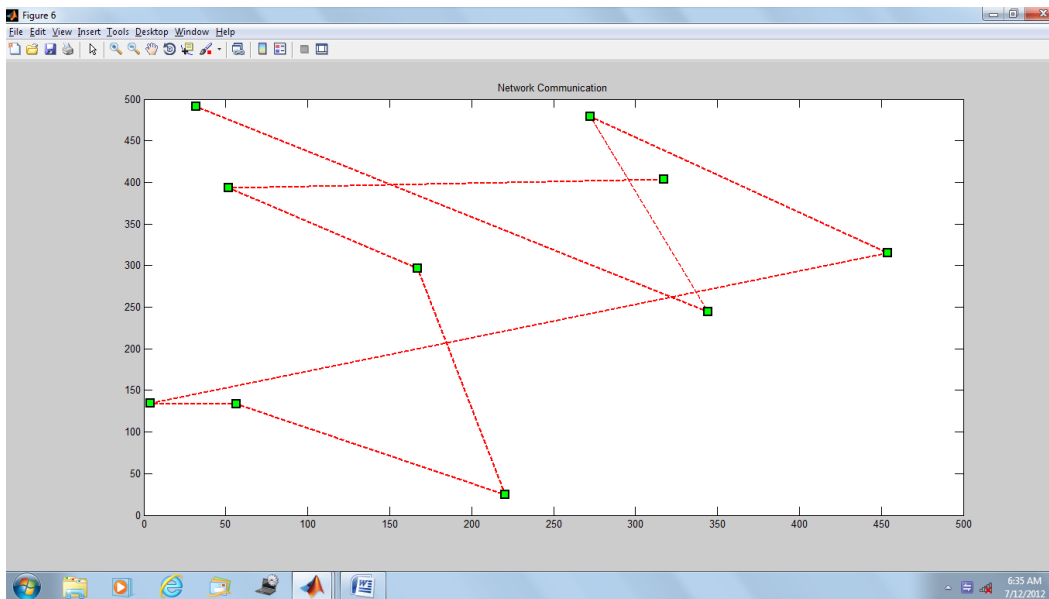 Figure 6
File Edit View Insert Tools Desktop Window Help
Network Communication
500
450
400
350
300
250
200
150
100
50
0
0 50 100 150 200 250 300 350 400 450 500
6:35 AM
7/12/2012